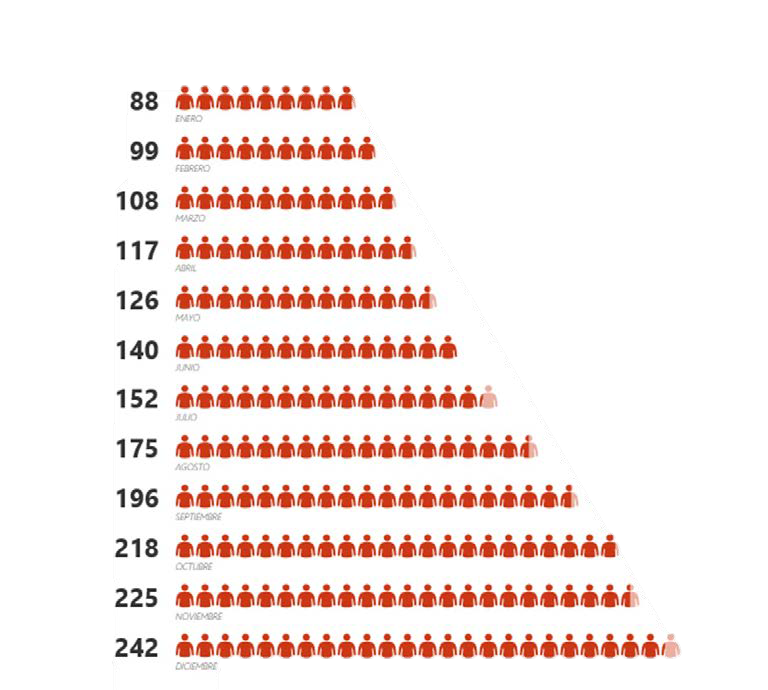 88
ENERO
99
FEBRERO
108
MARZO
117
ABRIL
126
MAYO
140
JUNIO
152
JULIO
175
AGOSTO
196
SEPTIEMBRE
218
OCTUBRE
225
NOVIEMBRE
242
DICIEMBRE